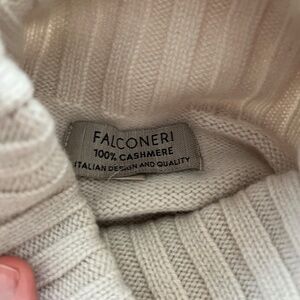 FALCONERI
100% CASHMERE
ITALIAN DESIGN AND QUALITY